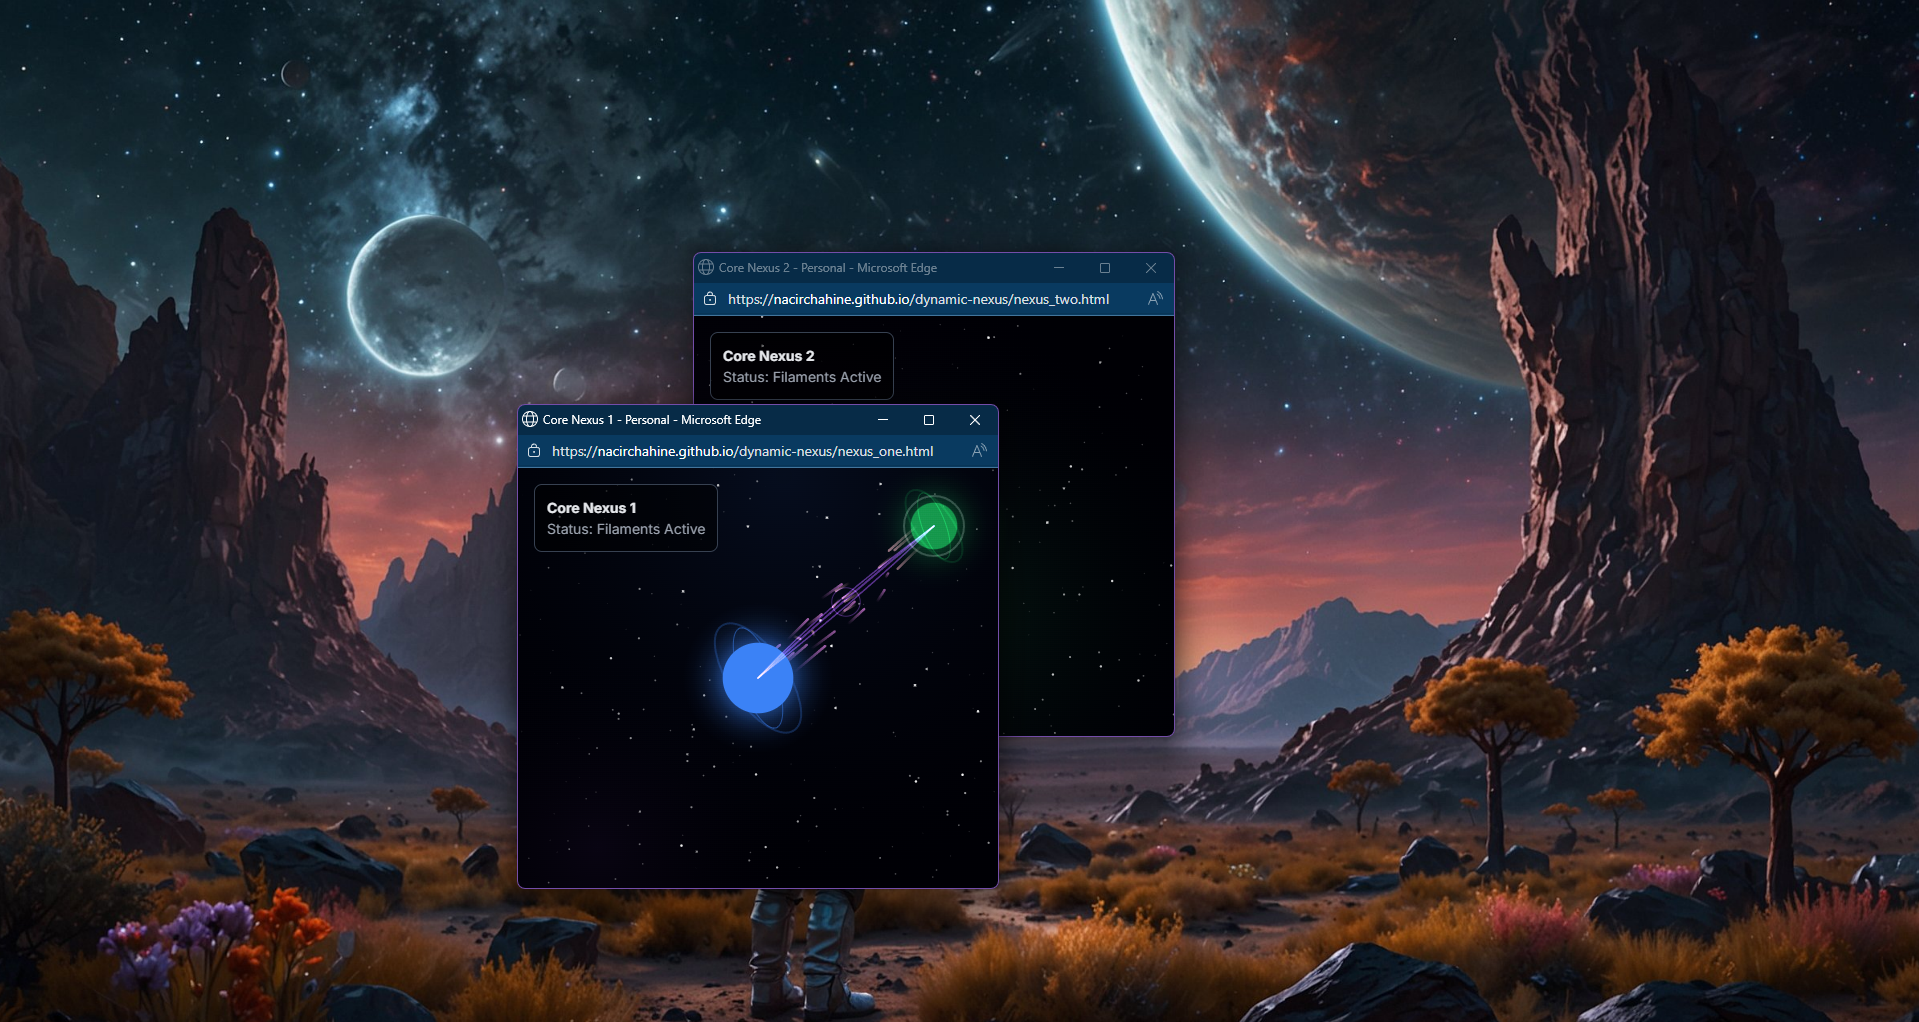 Core Nexus 2 - Personal - Microsoft Edge
https://nacirchahine.github.io/dynamic-nexus/nexus_two.html
Core Nexus 2
Status: Filaments Active
Core Nexus 1 - Personal - Microsoft Edge
https://nacirchahine.github.io/dynamic-nexus/nexus_one.html
Core Nexus 1
Status: Filaments Active